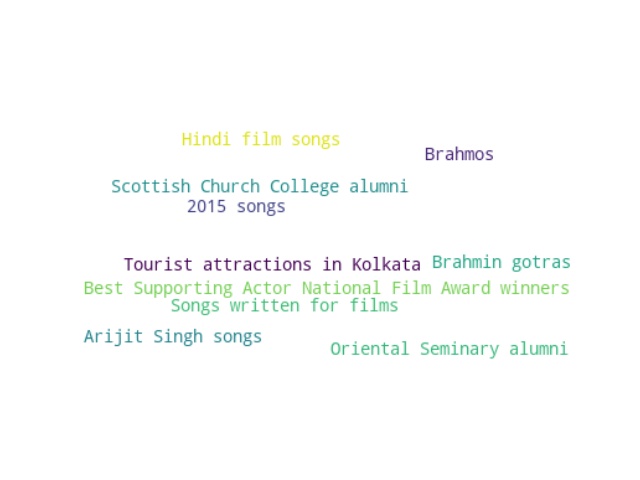 Hindi film songs
Brahmos
Scottish Church College alumni
2015 songs
Tourist attractions in Kolkata
Brahmin gotras
Best Supporting Actor National Film Award winners
Songs written for films
Arijit Singh songs
Oriental Seminary alumni